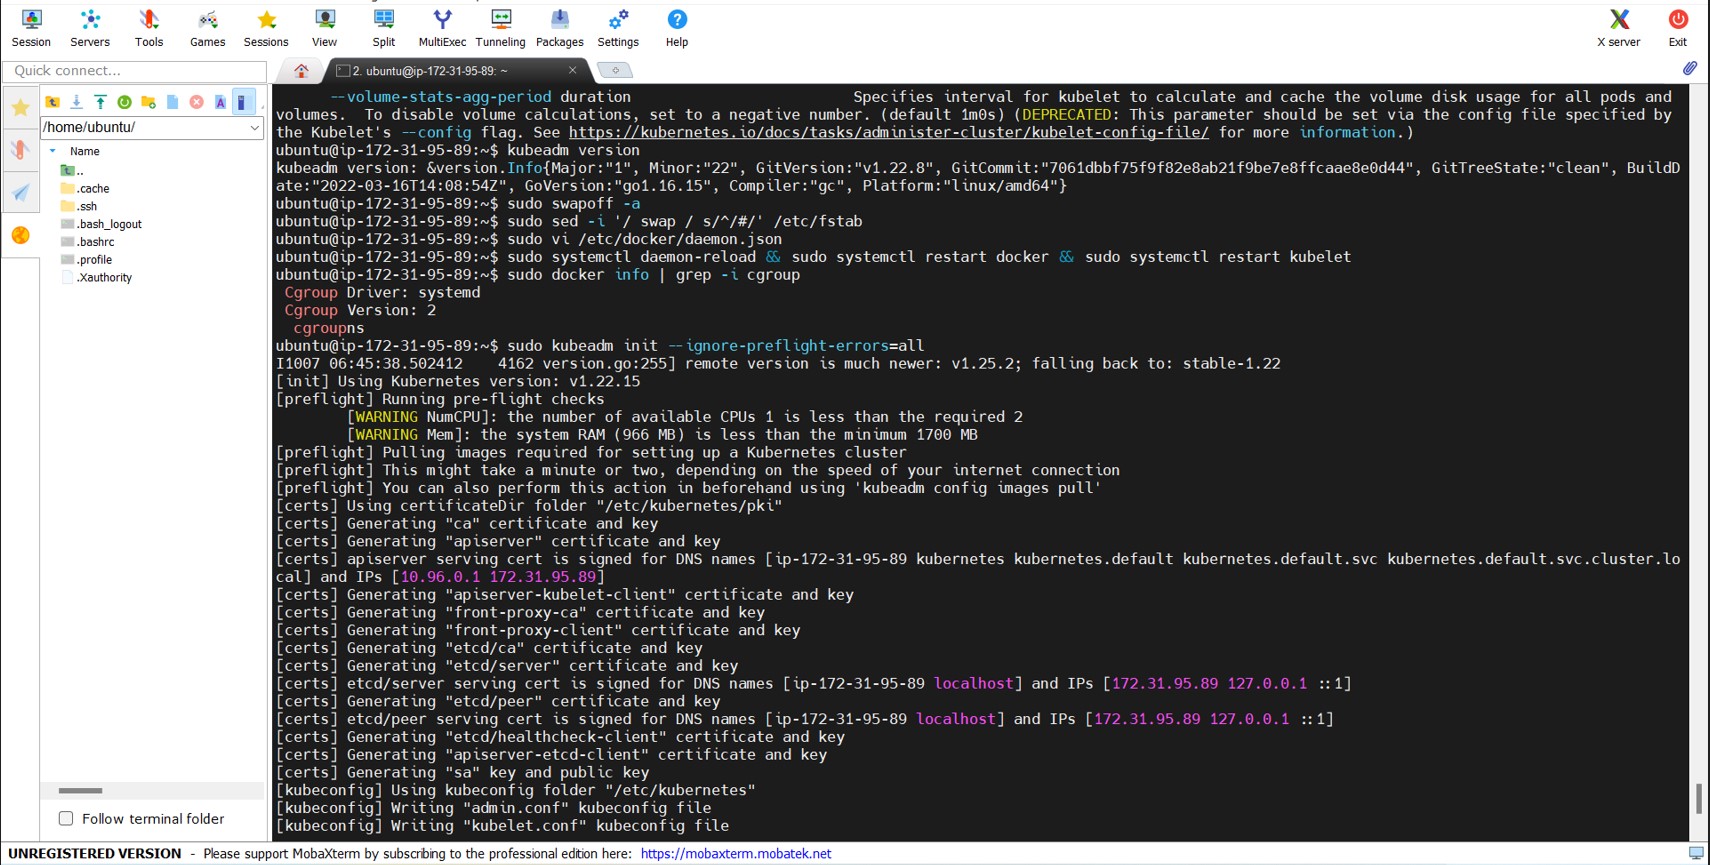 Session Servers Tools Games Sessions View Split MultiExec Tunneling Packages Settings Help X server Exit
Quick connect...
2. ubuntu@ip-172-31-95-89: ~
/home/ubuntu/
Name
..
.cache
.ssh
.bash_logout
.bashrc
.profile
.Xauthority
Follow terminal folder
--volume-stats-agg-period duration Specifies interval for kubelet to calculate and cache the volume disk usage for all pods and
volumes. To disable volume calculations, set to a negative number. (default 1m0s) (DEPRECATED: This parameter should be set via the config file specified by
the Kubelet's --config flag. See https://kubernetes.io/docs/tasks/administer-cluster/kubelet-config-file/ for more information.)
ubuntu@ip-172-31-95-89:~$ kubeadm version
kubeadm version: &version.Info{Major:"1", Minor:"22", GitVersion:"v1.22.8", GitCommit:"7061dbbf75f9f82e8ab21f9be7e8ffcaae8e0d44", GitTreeState:"clean", BuildD
ate:"2022-03-16T14:08:54Z", GoVersion:"go1.16.15", Compiler:"gc", Platform:"linux/amd64"}
ubuntu@ip-172-31-95-89:~$ sudo swapoff -a
ubuntu@ip-172-31-95-89:~$ sudo sed -i '/ swap / s/^/#/' /etc/fstab
ubuntu@ip-172-31-95-89:~$ sudo vi /etc/docker/daemon.json
ubuntu@ip-172-31-95-89:~$ sudo systemctl daemon-reload && sudo systemctl restart docker && sudo systemctl restart kubelet
ubuntu@ip-172-31-95-89:~$ sudo docker info | grep -i cgroup
Cgroup Driver: systemd
Cgroup Version: 2
cgroupns
ubuntu@ip-172-31-95-89:~$ sudo kubeadm init --ignore-preflight-errors=all
I1007 06:45:38.502412 4162 version.go:255] remote version is much newer: v1.25.2; falling back to: stable-1.22
[init] Using Kubernetes version: v1.22.15
[preflight] Running pre-flight checks
[WARNING NumCPU]: the number of available CPUs 1 is less than the required 2
[WARNING Mem]: the system RAM (966 MB) is less than the minimum 1700 MB
[preflight] Pulling images required for setting up a Kubernetes cluster
[preflight] This might take a minute or two, depending on the speed of your internet connection
[preflight] You can also perform this action in beforehand using 'kubeadm config images pull'
[certs] Using certificateDir folder "/etc/kubernetes/pki"
[certs] Generating "ca" certificate and key
[certs] Generating "apiserver" certificate and key
[certs] apiserver serving cert is signed for DNS names [ip-172-31-95-89 kubernetes kubernetes.default kubernetes.default.svc kubernetes.default.svc.cluster.lo
cal] and IPs [10.96.0.1 172.31.95.89]
[certs] Generating "apiserver-kubelet-client" certificate and key
[certs] Generating "front-proxy-ca" certificate and key
[certs] Generating "front-proxy-client" certificate and key
[certs] Generating "etcd/ca" certificate and key
[certs] Generating "etcd/server" certificate and key
[certs] etcd/server serving cert is signed for DNS names [ip-172-31-95-89 localhost] and IPs [172.31.95.89 127.0.0.1 ::1]
[certs] Generating "etcd/peer" certificate and key
[certs] etcd/peer serving cert is signed for DNS names [ip-172-31-95-89 localhost] and IPs [172.31.95.89 127.0.0.1 ::1]
[certs] Generating "etcd/healthcheck-client" certificate and key
[certs] Generating "apiserver-etcd-client" certificate and key
[certs] Generating "sa" key and public key
[kubeconfig] Using kubeconfig folder "/etc/kubernetes"
[kubeconfig] Writing "admin.conf" kubeconfig file
[kubeconfig] Writing "kubelet.conf" kubeconfig file
UNREGISTERED VERSION - Please support MobaXterm by subscribing to the professional edition here: https://mobaxterm.mobatek.net